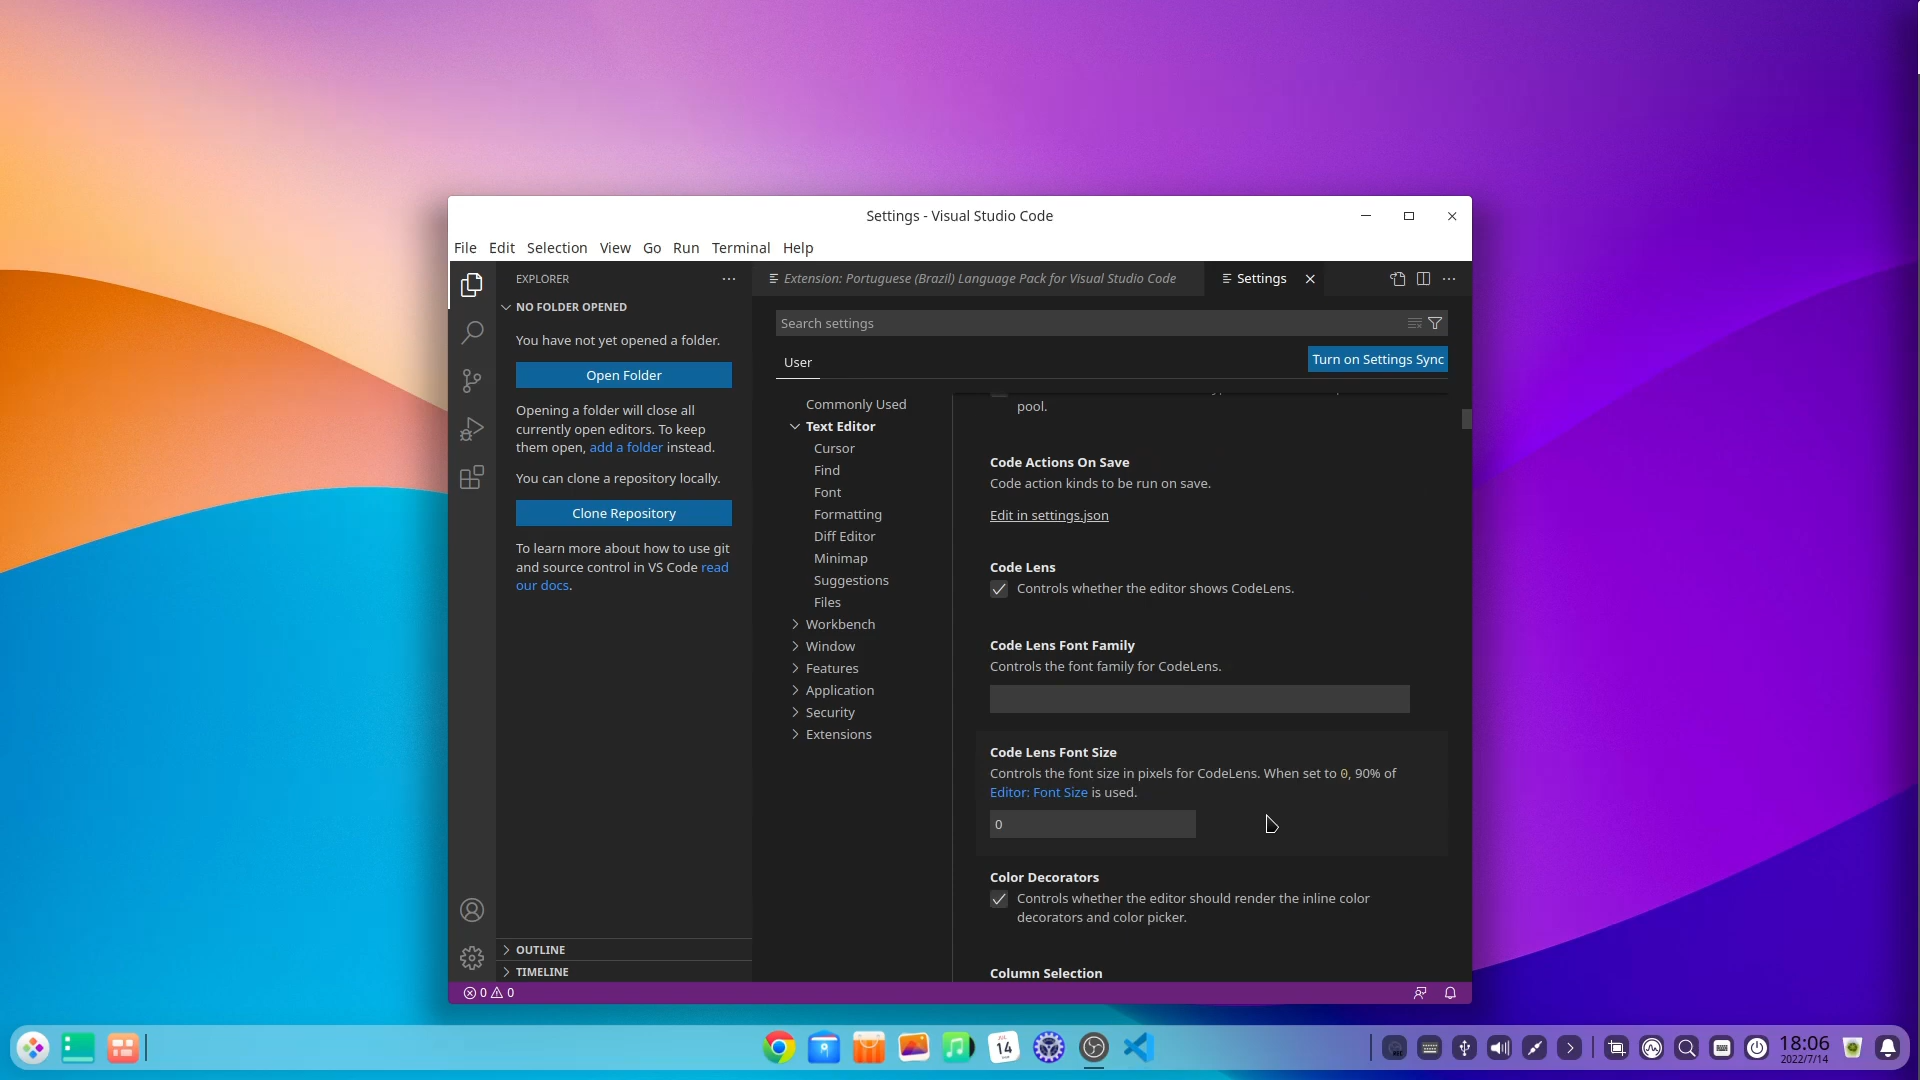 Settings - Visual Studio Code
File Edit Selection View Go Run Terminal Help
EXPLORER
NO FOLDER OPENED
You have not yet opened a folder.
Open Folder
Opening a folder will close all
currently open editors. To keep
them open, add a folder instead.
You can clone a repository locally.
Clone Repository
To learn more about how to use git
and source control in VS Code read
our docs.
OUTLINE
TIMELINE
0 0
Extension: Portuguese (Brazil) Language Pack for Visual Studio Code
Settings
Search settings
User
Turn on Settings Sync
Commonly Used
Text Editor
Cursor
Find
Font
Formatting
Diff Editor
Minimap
Suggestions
Files
Workbench
Window
Features
Application
Security
Extensions
pool.
Code Actions On Save
Code action kinds to be run on save.
Edit in settings.json
Code Lens
Controls whether the editor shows CodeLens.
Code Lens Font Family
Controls the font family for CodeLens.
Code Lens Font Size
Controls the font size in pixels for CodeLens. When set to 0, 90% of
Editor: Font Size is used.
0
Color Decorators
Controls whether the editor should render the inline color
decorators and color picker.
Column Selection
14
18:06
2022/7/14